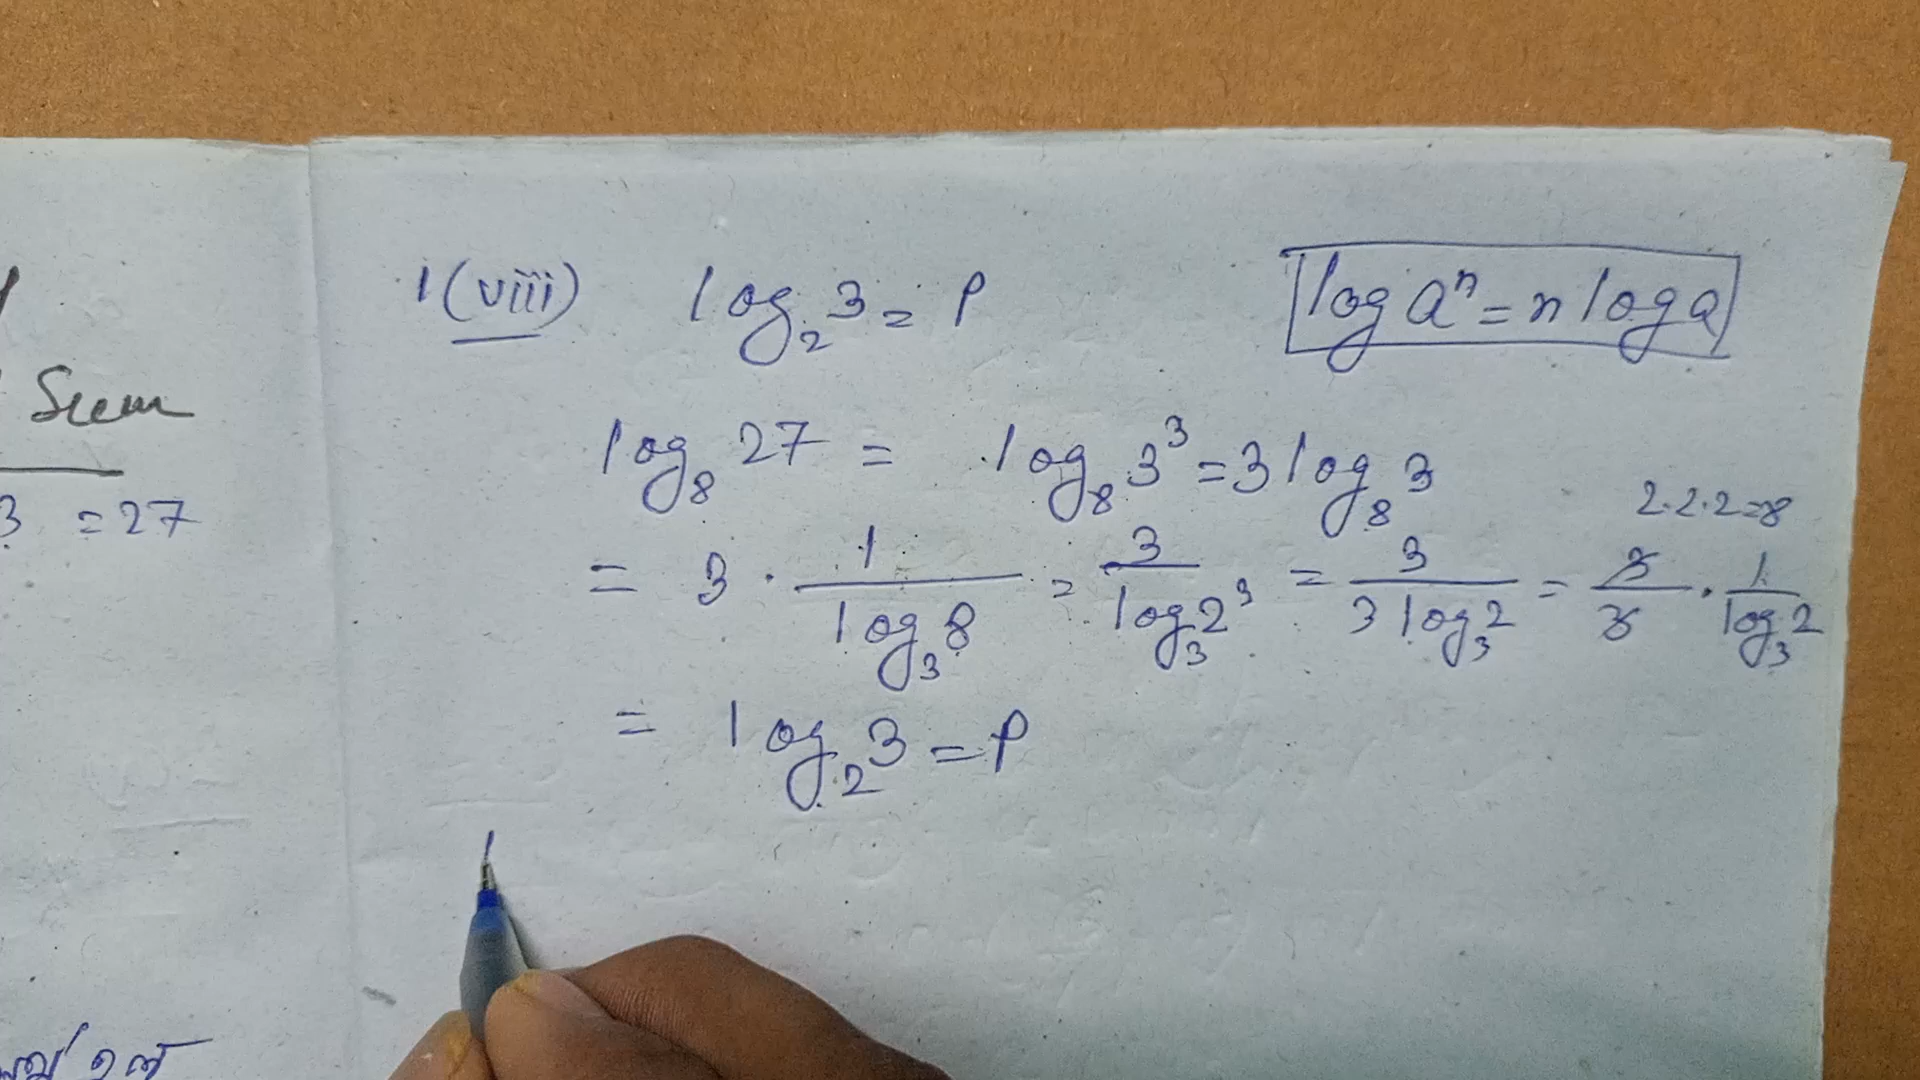 Sum
3 = 27
1(viii) log₂3 = P
log aⁿ = n log a
log₈27 = log₈3³ = 3 log₈3
2.2.2=8
= 3 · 1/log₃8 = 3/log₃2³ = 3/3 log₃2 = 3/3 · 1/log₃2
= log₂3 = P